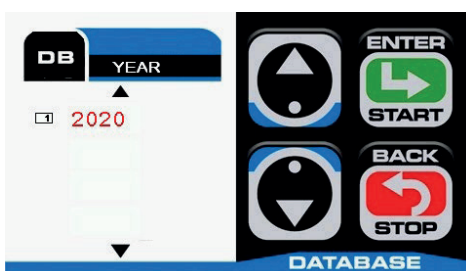 DB
YEAR
1 2020
ENTER
START
BACK
STOP
DATABASE